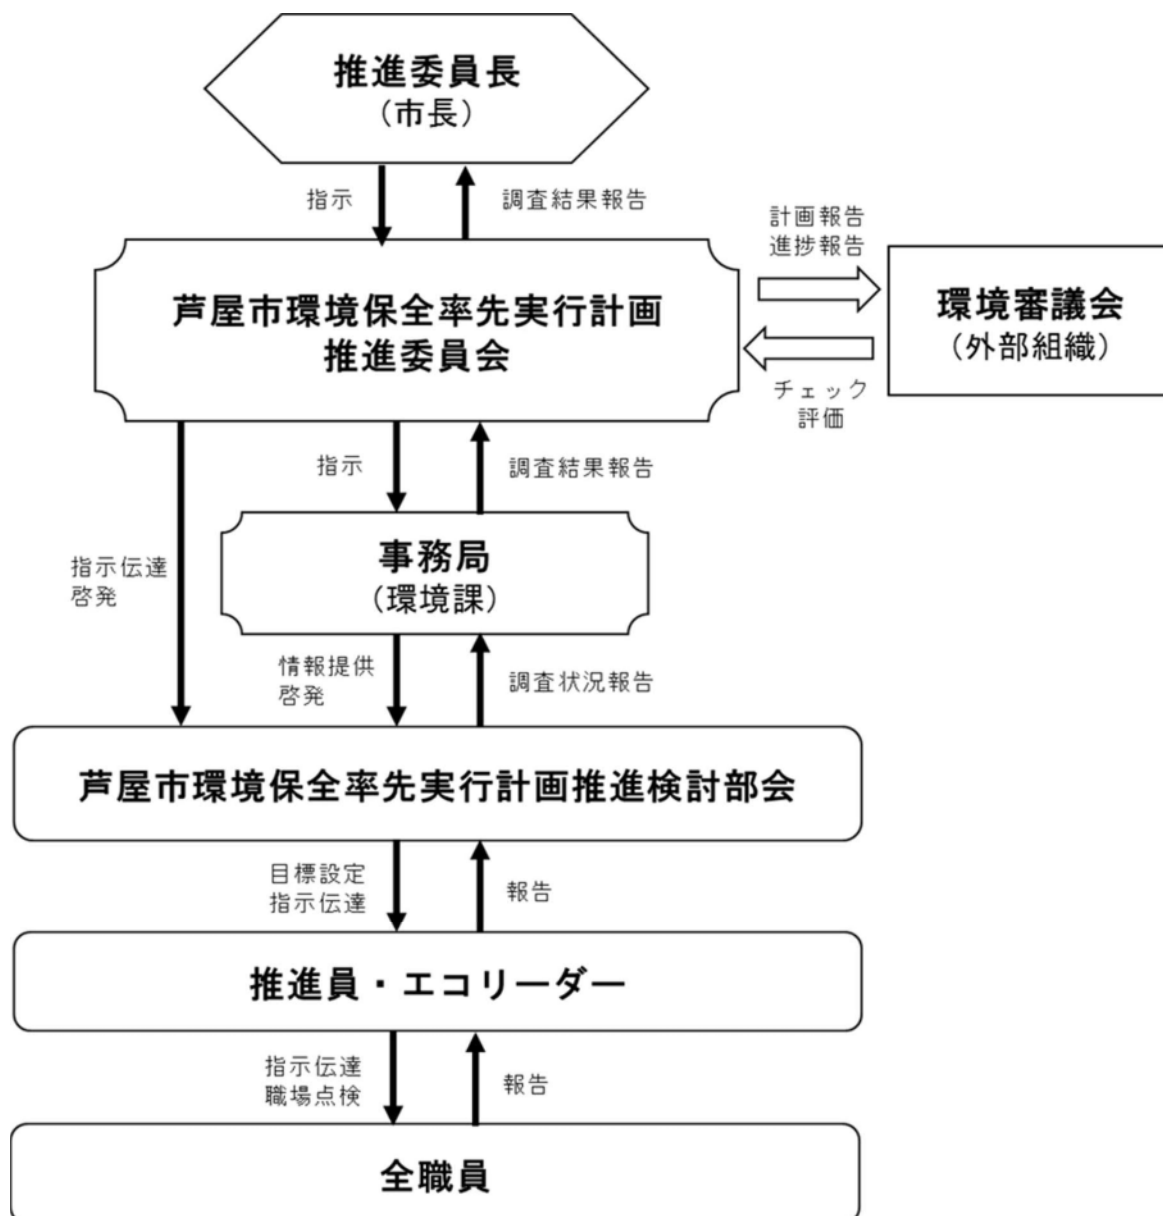 推進委員長
（市長）
指示
調査結果報告
計画報告
進捗報告
芦屋市環境保全率先実行計画
推進委員会
環境審議会
（外部組織）
チェック
評価
指示
調査結果報告
指示伝達
啓発
事務局
（環境課）
情報提供
啓発
調査状況報告
芦屋市環境保全率先実行計画推進検討部会
目標設定
指示伝達
報告
推進員・エコリーダー
指示伝達
職場点検
報告
全職員